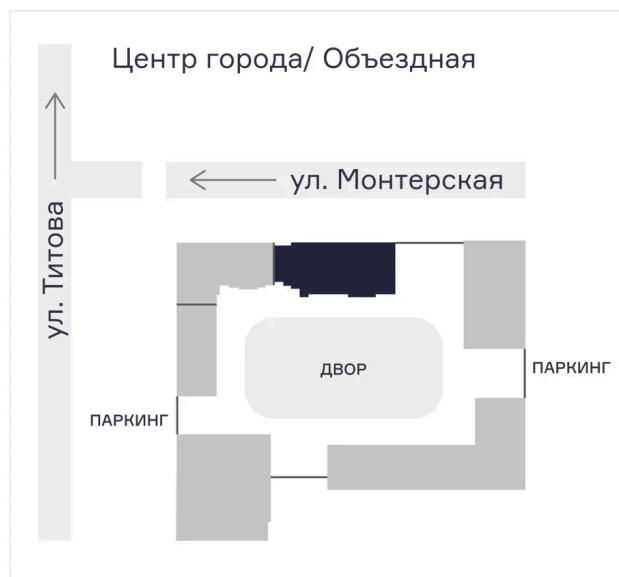 Центр города/ Объездная
ул. Монтерская
ул. Титова
ДВОР
ПАРКИНГ
ПАРКИНГ